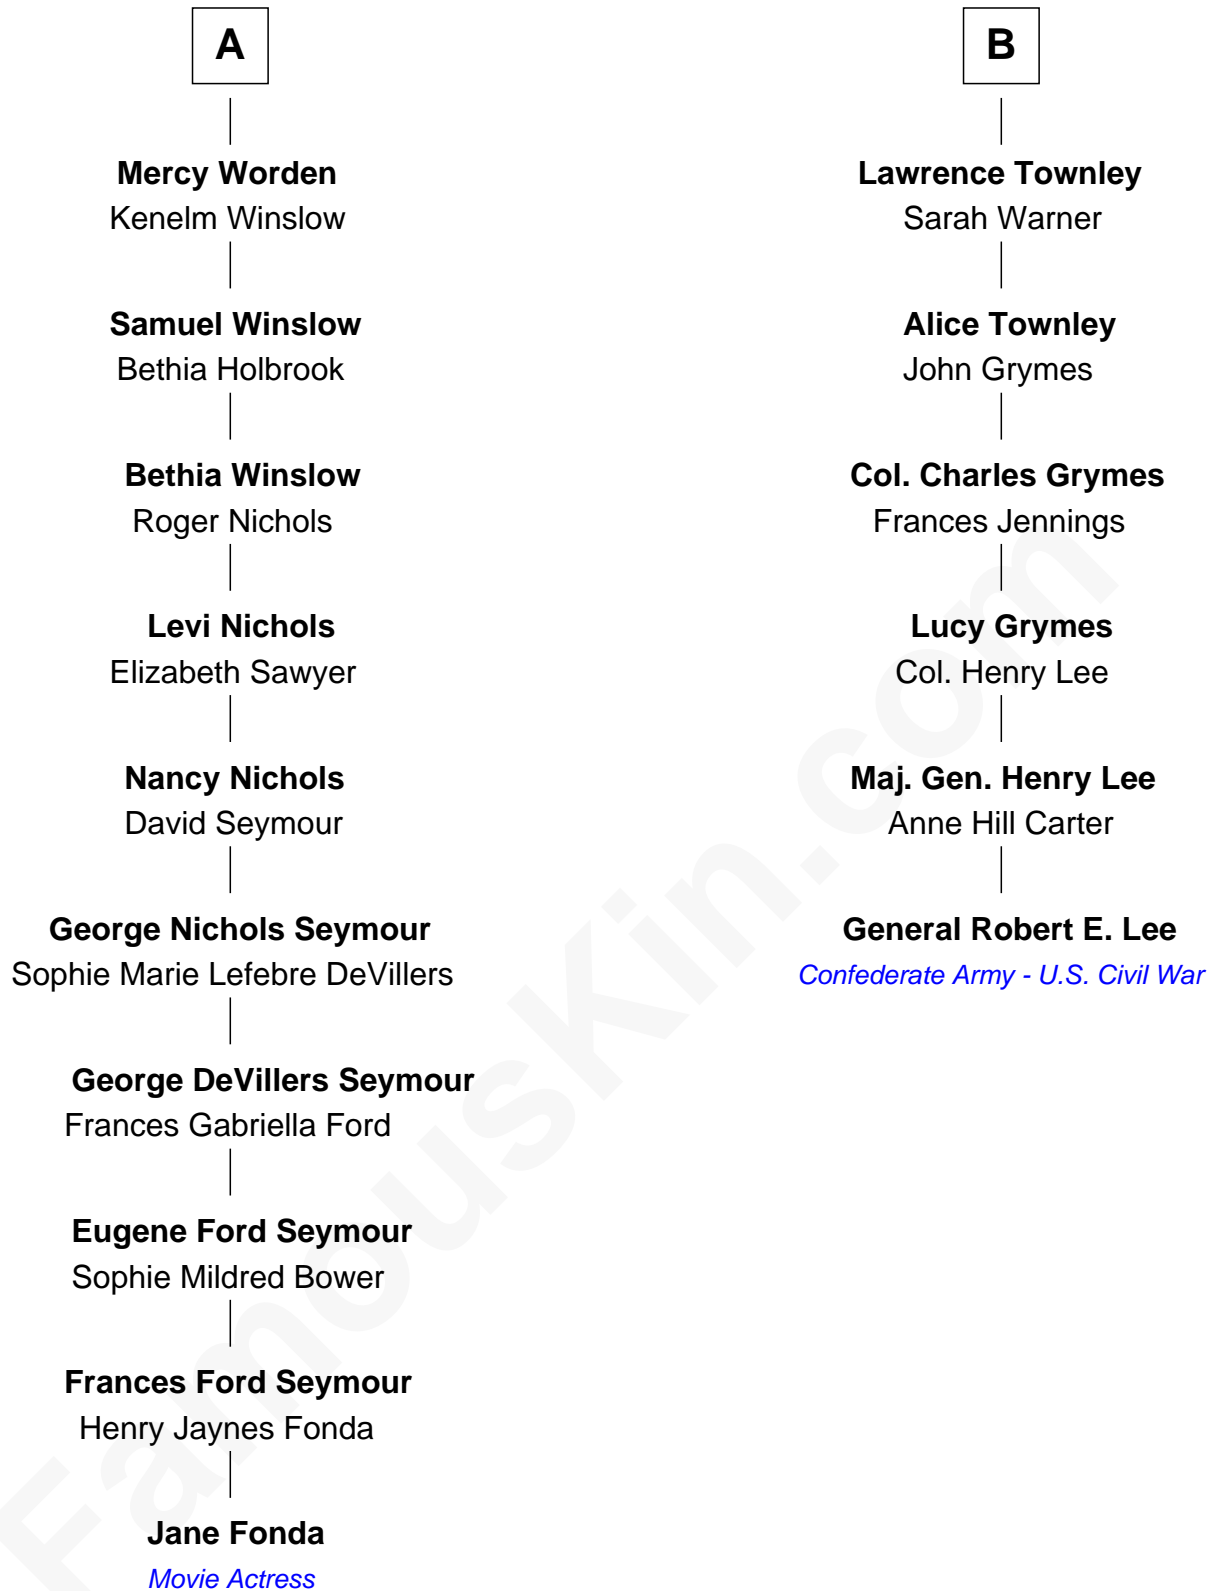 A
Mercy Worden
Kenelm Winslow
Samuel Winslow
Bethia Holbrook
Bethia Winslow
Roger Nichols
Levi Nichols
Elizabeth Sawyer
Nancy Nichols
David Seymour
George Nichols Seymour
Sophie Marie Lefebre DeVillers
George DeVillers Seymour
Frances Gabriella Ford
Eugene Ford Seymour
Sophie Mildred Bower
Frances Ford Seymour
Henry Jaynes Fonda
Jane Fonda
Movie Actress
B
Lawrence Townley
Sarah Warner
Alice Townley
John Grymes
Col. Charles Grymes
Frances Jennings
Lucy Grymes
Col. Henry Lee
Maj. Gen. Henry Lee
Anne Hill Carter
General Robert E. Lee
Confederate Army - U.S. Civil War
FamousKin.com